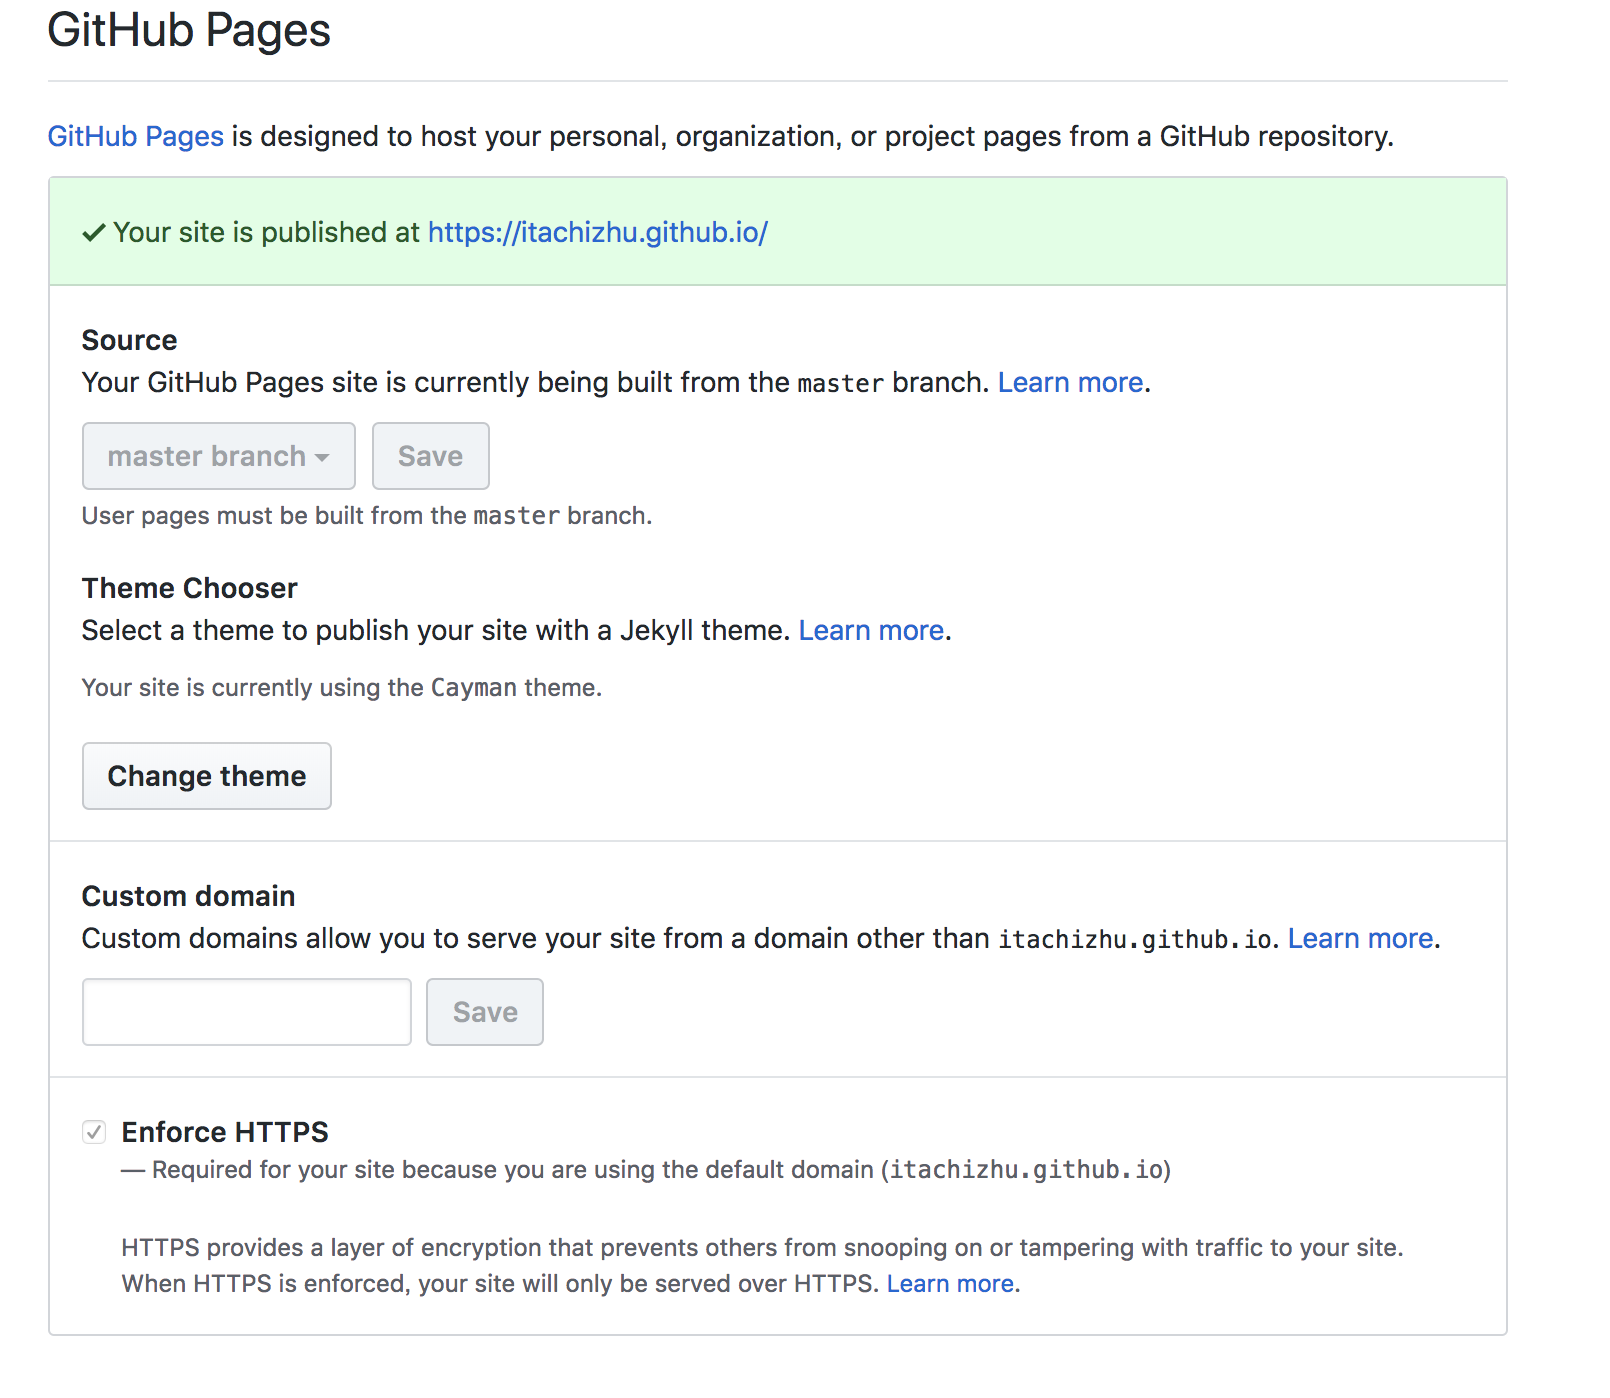 GitHub Pages
GitHub Pages is designed to host your personal, organization, or project pages from a GitHub repository.
Your site is published at https://itachizhu.github.io/
Source
Your GitHub Pages site is currently being built from the master branch. Learn more.
master branch Save
User pages must be built from the master branch.
Theme Chooser
Select a theme to publish your site with a Jekyll theme. Learn more.
Your site is currently using the Cayman theme.
Change theme
Custom domain
Custom domains allow you to serve your site from a domain other than itachizhu.github.io. Learn more.
Save
Enforce HTTPS
— Required for your site because you are using the default domain (itachizhu.github.io)
HTTPS provides a layer of encryption that prevents others from snooping on or tampering with traffic to your site.
When HTTPS is enforced, your site will only be served over HTTPS. Learn more.